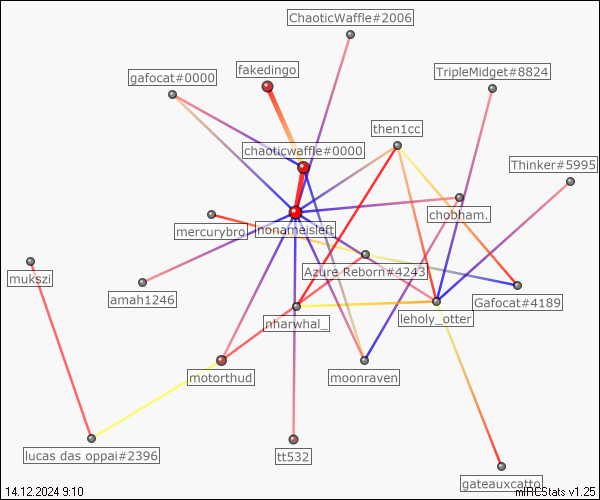 ChaoticWaffle#2006
fakedingo
gafocat#0000
TripleMidget#8824
then1cc
chaoticwaffle#0000
Thinker#5995
chobham.
mercurybro
nonameisleft
Azure Reborn#4243
mukszi
amah1246
Gafocat#4189
nharwhal_
leholy_otter
motorthud
moonraven
lucas das oppai#2396
tt532
gateauxcatto
14.12.2024 9:10
mIRCStats v1.25